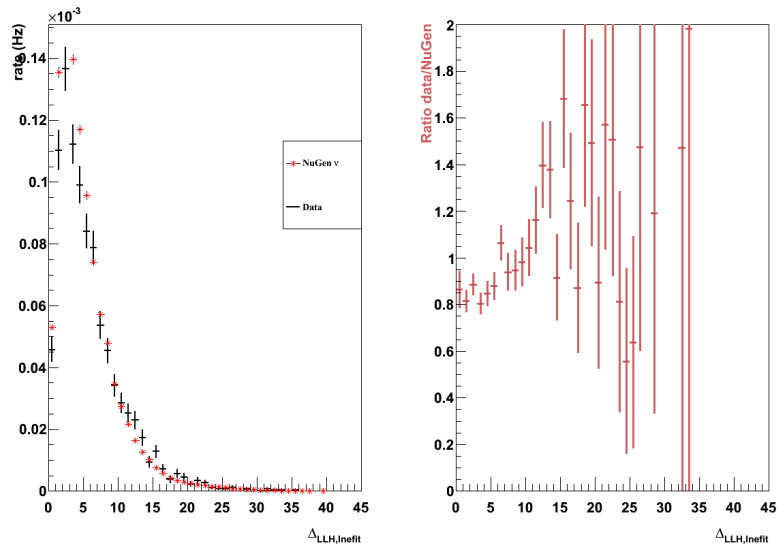 ×10⁻³
rate (Hz)
0.14
0.12
0.1
0.08
0.06
0.04
0.02
0
0 5 10 15 20 25 30 35 40 45
Δ_LLH,Inefit
NuGen ν
Data
Ratio data/NuGen
2
1.8
1.6
1.4
1.2
1
0.8
0.6
0.4
0.2
0
0 5 10 15 20 25 30 35 40 45
Δ_LLH,Inefit